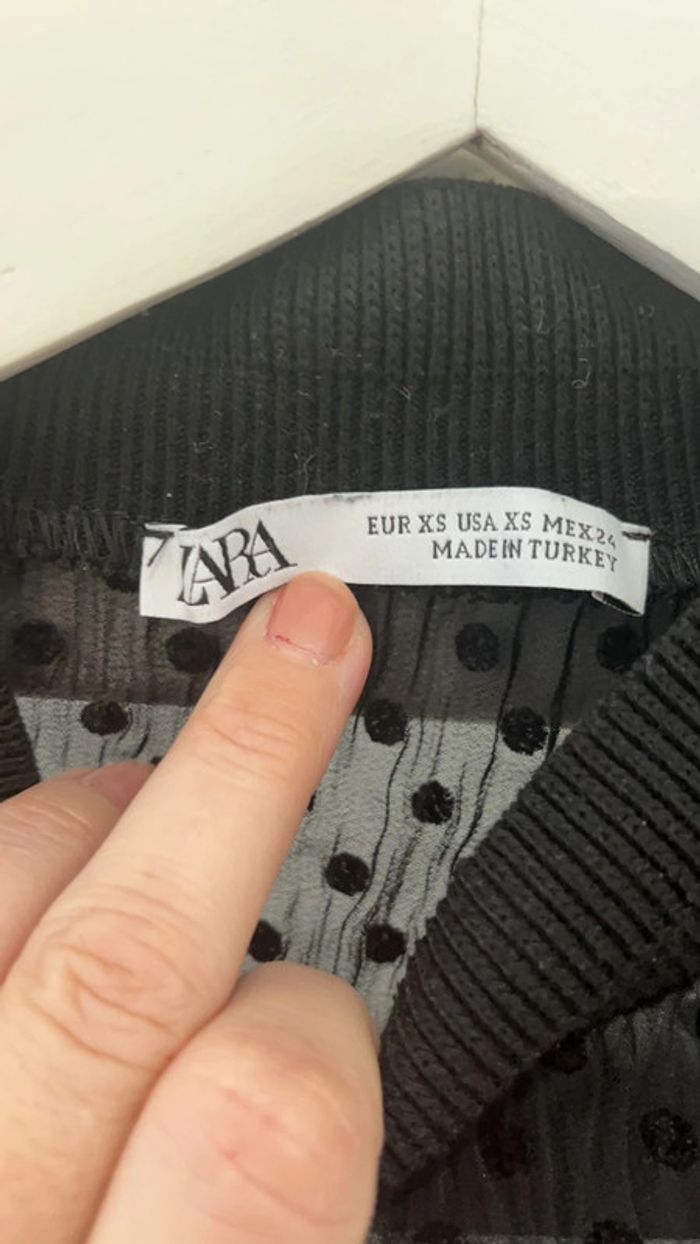 ZARA
EUR XS USA XS MEX 24
MADE IN TURKEY